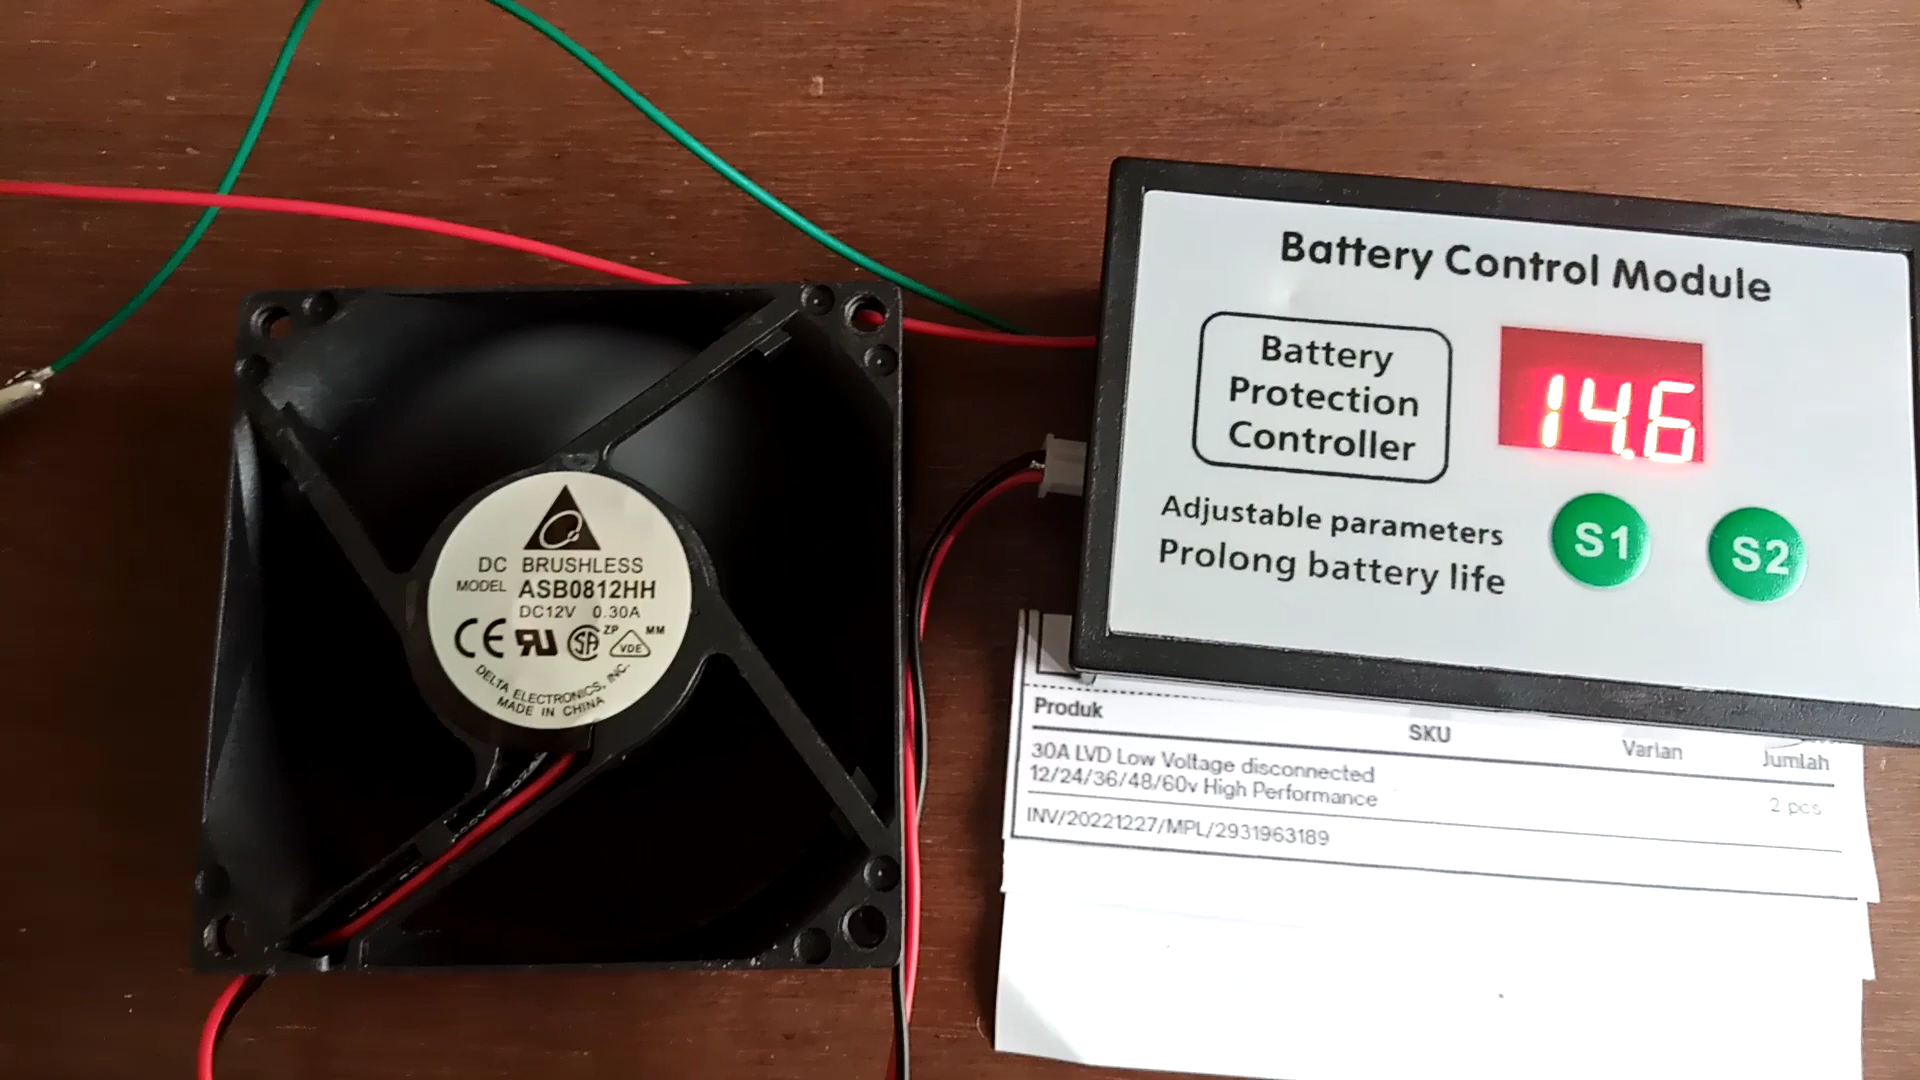 Battery Control Module
Battery
Protection
Controller
14.6
Adjustable parameters
Prolong battery life
S1
S2
DC BRUSHLESS
MODEL ASB0812HH
DC12V 0.30A
CE
ZP
MM
VDE
DELTA ELECTRONICS, INC.
MADE IN CHINA
Produk SKU Varian Jumlah
30A LVD Low Voltage disconnected
12/24/36/48/60v High Performance
2 pcs
INV/20221227/MPL/2931963189